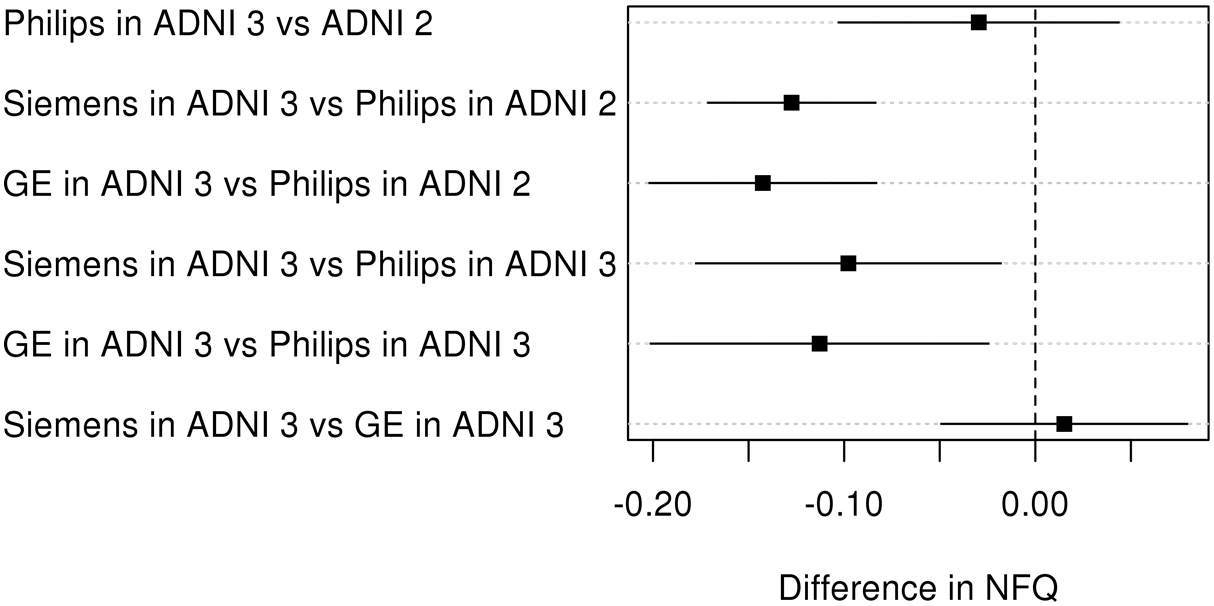 Philips in ADNI 3 vs ADNI 2
Siemens in ADNI 3 vs Philips in ADNI 2
GE in ADNI 3 vs Philips in ADNI 2
Siemens in ADNI 3 vs Philips in ADNI 3
GE in ADNI 3 vs Philips in ADNI 3
Siemens in ADNI 3 vs GE in ADNI 3
-0.20 -0.10 0.00
Difference in NFQ